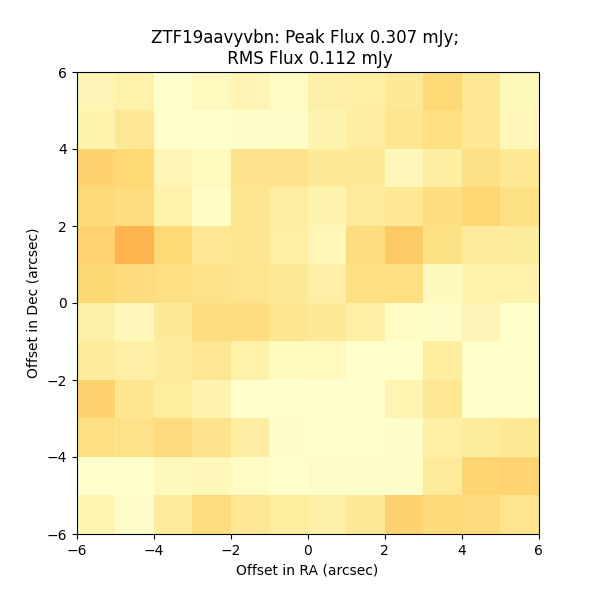 ZTF19aavyvbn: Peak Flux 0.307 mJy;
RMS Flux 0.112 mJy
6
4
2
0
−2
−4
−6
Offset in Dec (arcsec)
−6 −4 −2 0 2 4 6
Offset in RA (arcsec)